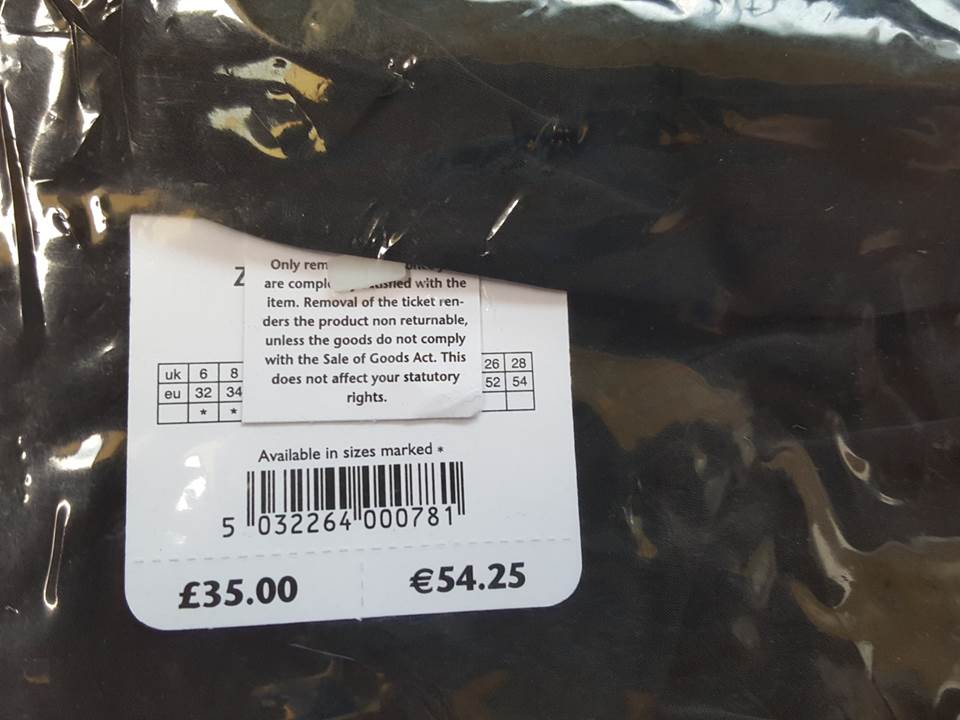 Z
Only rem
are compl with the
item. Removal of the ticket ren-
ders the product non returnable,
unless the goods do not comply
with the Sale of Goods Act. This
does not affect your statutory
rights.
uk 6 8 26 28
eu 32 34 52 54
* *
Available in sizes marked *
5 032264 000781
£35.00 €54.25